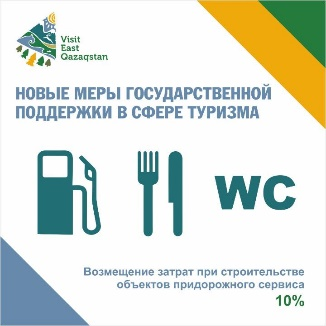 Visit
East
Qazaqstan
НОВЫЕ МЕРЫ ГОСУДАРСТВЕННОЙ
ПОДДЕРЖКИ В СФЕРЕ ТУРИЗМА
WC
Возмещение затрат при строительстве
объектов придорожного сервиса
10%